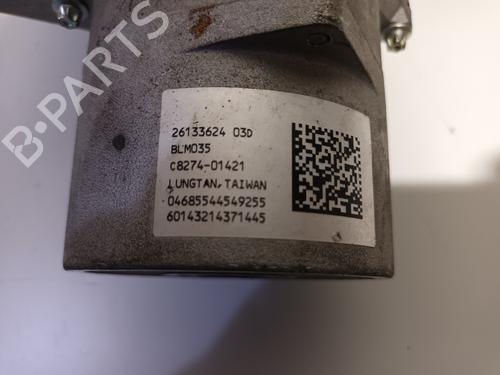 26133624 03D
BLM035
C8274-01421
LUNGTAN, TAIWAN
04685544549255
60143214371445
B-PARTS